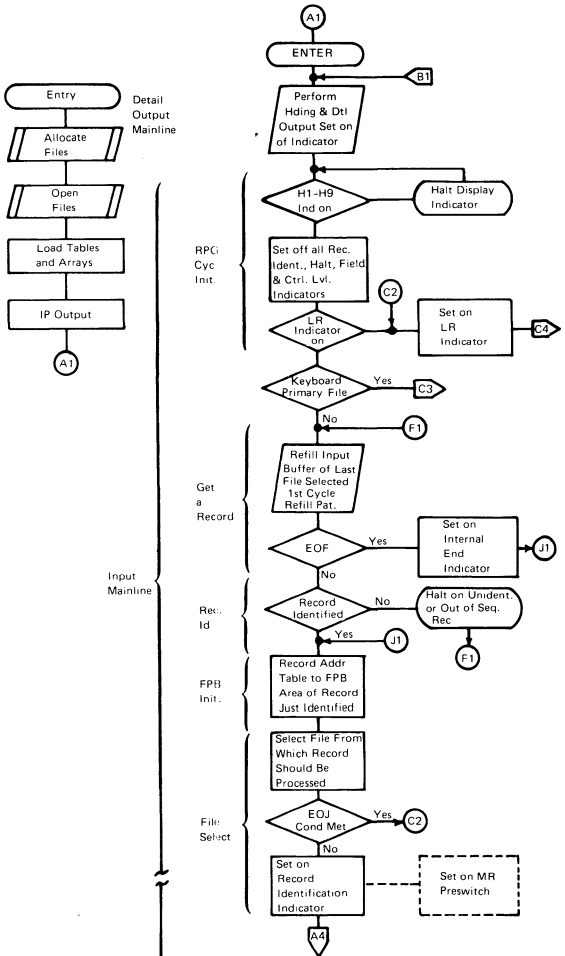 A1
ENTER
B1
Entry
Detail
Output
Mainline
Perform
Hding & Dtl
Output Set on
of Indicator
Allocate
Files
Open
Files
H1–H9
Ind on
Halt Display
Indicator
Load Tables
and Arrays
RPG
Cyc
Init.
Set off all Rec.
Ident., Halt, Field
& Ctrl. Lvl.
Indicators
C2
IP Output
LR
Indicator
on
Set on
LR
Indicator
C4
A1
Keyboard
Primary File
Yes
C3
No
F1
Get
a
Record
Refill Input
Buffer of Last
File Selected
1st Cycle
Refill Pat.
EOF
Yes
Set on
Internal
End
Indicator
J1
No
Input
Mainline
Rec.
Id
Record
Identified
No
Halt on Unident.
or Out of Seq.
Rec
Yes
J1
F1
FPB
Init.
Record Addr
Table to FPB
Area of Record
Just Identified
Select File From
Which Record
Should Be
Processed
File
Select
EOJ
Cond Met
Yes
C2
No
Set on
Record
Identification
Indicator
Set on MR
Preswitch
A4